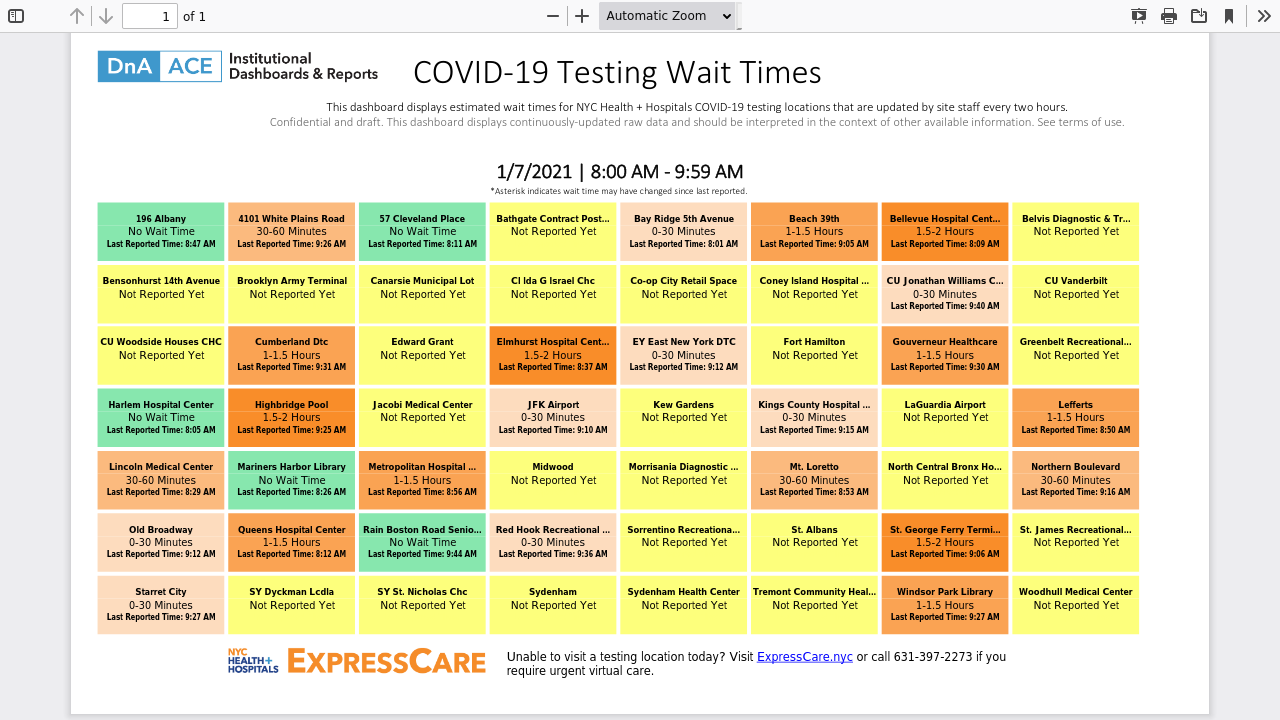 1 of 1
Automatic Zoom
DnA ACE Institutional
Dashboards & Reports
COVID-19 Testing Wait Times
This dashboard displays estimated wait times for NYC Health + Hospitals COVID-19 testing locations that are updated by site staff every two hours.
Confidential and draft. This dashboard displays continuously-updated raw data and should be interpreted in the context of other available information. See terms of use.
1/7/2021 | 8:00 AM - 9:59 AM
*Asterisk indicates wait time may have changed since last reported.
196 Albany
No Wait Time
Last Reported Time: 8:47 AM
4101 White Plains Road
30-60 Minutes
Last Reported Time: 9:26 AM
57 Cleveland Place
No Wait Time
Last Reported Time: 8:11 AM
Bathgate Contract Post...
Not Reported Yet
Bay Ridge 5th Avenue
0-30 Minutes
Last Reported Time: 8:01 AM
Beach 39th
1-1.5 Hours
Last Reported Time: 9:05 AM
Bellevue Hospital Cent...
1.5-2 Hours
Last Reported Time: 8:09 AM
Belvis Diagnostic & Tr...
Not Reported Yet
Bensonhurst 14th Avenue
Not Reported Yet
Brooklyn Army Terminal
Not Reported Yet
Canarsie Municipal Lot
Not Reported Yet
CI Ida G Israel Chc
Not Reported Yet
Co-op City Retail Space
Not Reported Yet
Coney Island Hospital ...
Not Reported Yet
CU Jonathan Williams C...
0-30 Minutes
Last Reported Time: 9:40 AM
CU Vanderbilt
Not Reported Yet
CU Woodside Houses CHC
Not Reported Yet
Cumberland Dtc
1-1.5 Hours
Last Reported Time: 9:31 AM
Edward Grant
Not Reported Yet
Elmhurst Hospital Cent...
1.5-2 Hours
Last Reported Time: 8:37 AM
EY East New York DTC
0-30 Minutes
Last Reported Time: 9:12 AM
Fort Hamilton
Not Reported Yet
Gouverneur Healthcare
1-1.5 Hours
Last Reported Time: 9:30 AM
Greenbelt Recreational...
Not Reported Yet
Harlem Hospital Center
No Wait Time
Last Reported Time: 8:05 AM
Highbridge Pool
1.5-2 Hours
Last Reported Time: 9:25 AM
Jacobi Medical Center
Not Reported Yet
JFK Airport
0-30 Minutes
Last Reported Time: 9:10 AM
Kew Gardens
Not Reported Yet
Kings County Hospital ...
0-30 Minutes
Last Reported Time: 9:15 AM
LaGuardia Airport
Not Reported Yet
Lefferts
1-1.5 Hours
Last Reported Time: 8:50 AM
Lincoln Medical Center
30-60 Minutes
Last Reported Time: 8:29 AM
Mariners Harbor Library
No Wait Time
Last Reported Time: 8:26 AM
Metropolitan Hospital ...
1-1.5 Hours
Last Reported Time: 8:56 AM
Midwood
Not Reported Yet
Morrisania Diagnostic ...
Not Reported Yet
Mt. Loretto
30-60 Minutes
Last Reported Time: 8:53 AM
North Central Bronx Ho...
Not Reported Yet
Northern Boulevard
30-60 Minutes
Last Reported Time: 9:16 AM
Old Broadway
0-30 Minutes
Last Reported Time: 9:12 AM
Queens Hospital Center
1-1.5 Hours
Last Reported Time: 8:12 AM
Rain Boston Road Senio...
No Wait Time
Last Reported Time: 9:44 AM
Red Hook Recreational ...
0-30 Minutes
Last Reported Time: 9:36 AM
Sorrentino Recreationa...
Not Reported Yet
St. Albans
Not Reported Yet
St. George Ferry Termi...
1.5-2 Hours
Last Reported Time: 9:06 AM
St. James Recreational...
Not Reported Yet
Starret City
0-30 Minutes
Last Reported Time: 9:27 AM
SY Dyckman Lcdla
Not Reported Yet
SY St. Nicholas Chc
Not Reported Yet
Sydenham
Not Reported Yet
Sydenham Health Center
Not Reported Yet
Tremont Community Heal...
Not Reported Yet
Windsor Park Library
1-1.5 Hours
Last Reported Time: 9:27 AM
Woodhull Medical Center
Not Reported Yet
NYC
HEALTH+
HOSPITALS
EXPRESSCARE
Unable to visit a testing location today? Visit ExpressCare.nyc or call 631-397-2273 if you
require urgent virtual care.